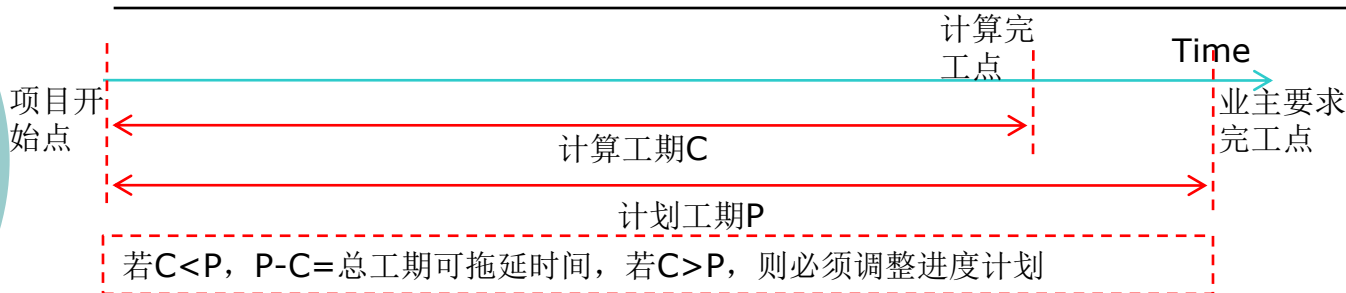 计算完
工点
Time
项目开
始点
业主要求
完工点
计算工期C
计划工期P
若C<P，P-C=总工期可拖延时间，若C>P，则必须调整进度计划